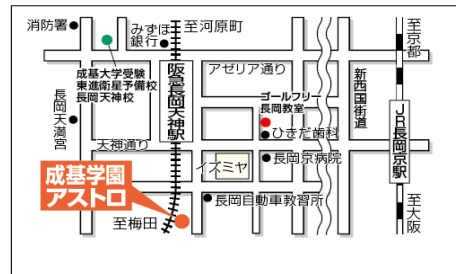 消防署
みずほ
銀行
至河原町
至京都
成基大学受験
東進衛星予備校
長岡天神校
阪急長岡天神駅
アゼリア通り
ゴールフリー
長岡教室
新西国街道
JR長岡京駅
長岡天満宮
ひきだ歯科
天神通り
イズミヤ
長岡京病院
成基学園
アストロ
長岡自動車教習所
至梅田
至大阪